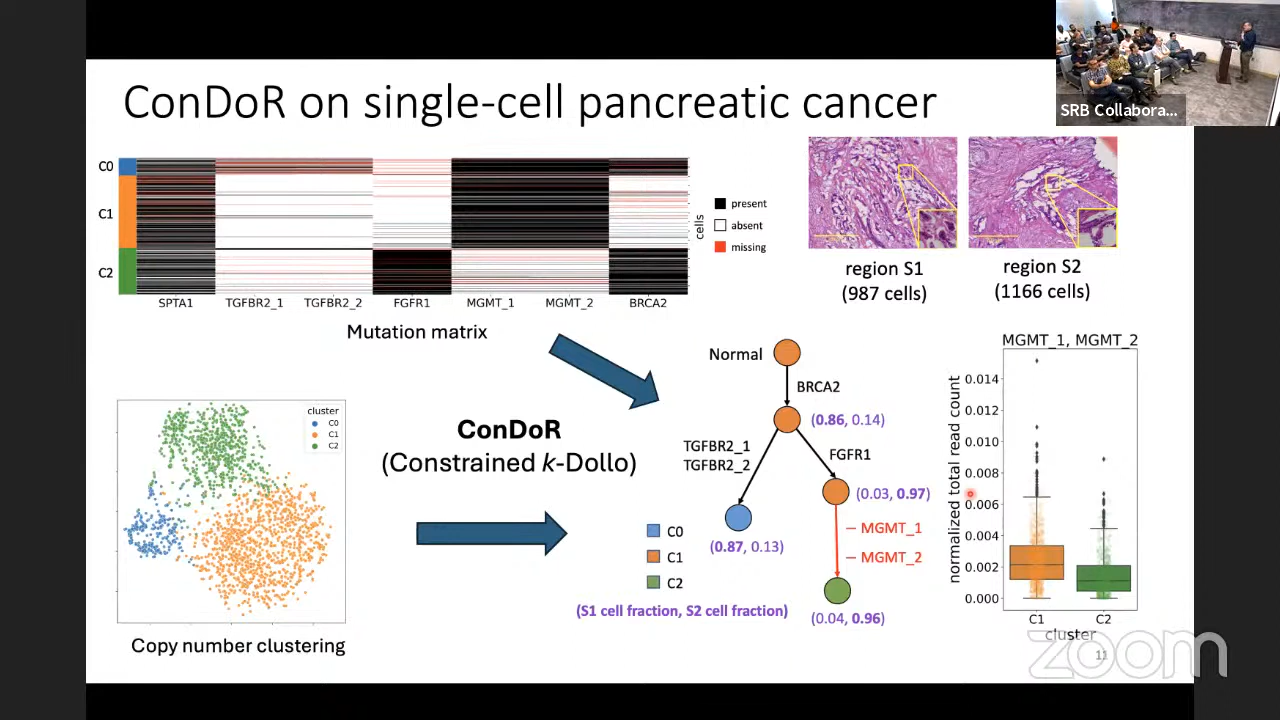 ConDoR on single-cell pancreatic cancer
SRB Collabora...
C0
C1
C2
SPTA1
TGFBR2_1
TGFBR2_2
FGFR1
MGMT_1
MGMT_2
BRCA2
cells
present
absent
missing
Mutation matrix
region S1
(987 cells)
region S2
(1166 cells)
cluster
C0
C1
C2
Copy number clustering
ConDoR
(Constrained k-Dollo)
Normal
BRCA2
(0.86, 0.14)
TGFBR2_1
TGFBR2_2
FGFR1
(0.03, 0.97)
(0.87, 0.13)
– MGMT_1
– MGMT_2
(0.04, 0.96)
C0
C1
C2
(S1 cell fraction, S2 cell fraction)
MGMT_1, MGMT_2
normalized total read count
0.014
0.012
0.010
0.008
0.006
0.004
0.002
0.000
C1
C2
cluster
11
zoom